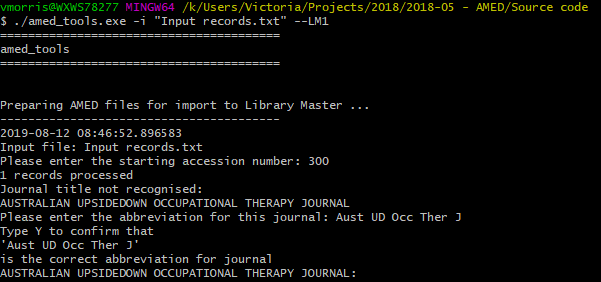 vmorris@WXWS78277 MINGW64 /k/Users/Victoria/Projects/2018/2018-05 - AMED/Source code
$ ./amed_tools.exe -i "Input records.txt" --LM1
========================================
amed_tools
========================================
Preparing AMED files for import to Library Master ...
----------------------------------------
2019-08-12 08:46:52.896583
Input file: Input records.txt
Please enter the starting accession number: 300
1 records processed
Journal title not recognised:
AUSTRALIAN UPSIDEDOWN OCCUPATIONAL THERAPY JOURNAL
Please enter the abbreviation for this journal: Aust UD Occ Ther J
Type Y to confirm that
'Aust UD Occ Ther J'
is the correct abbreviation for journal
AUSTRALIAN UPSIDEDOWN OCCUPATIONAL THERAPY JOURNAL: